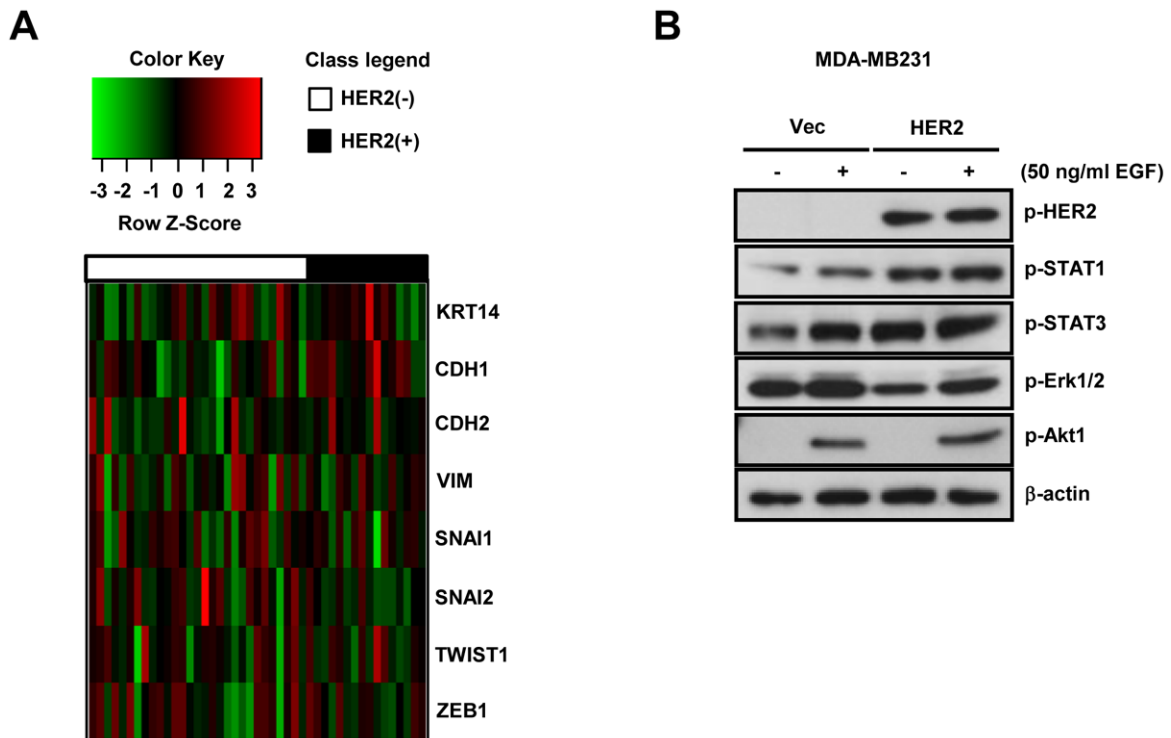 A
Color Key
-3 -2 -1 0 1 2 3
Row Z-Score
Class legend
HER2(-)
HER2(+)
KRT14
CDH1
CDH2
VIM
SNAI1
SNAI2
TWIST1
ZEB1
B
MDA-MB231
Vec HER2
- + - + (50 ng/ml EGF)
p-HER2
p-STAT1
p-STAT3
p-Erk1/2
p-Akt1
β-actin